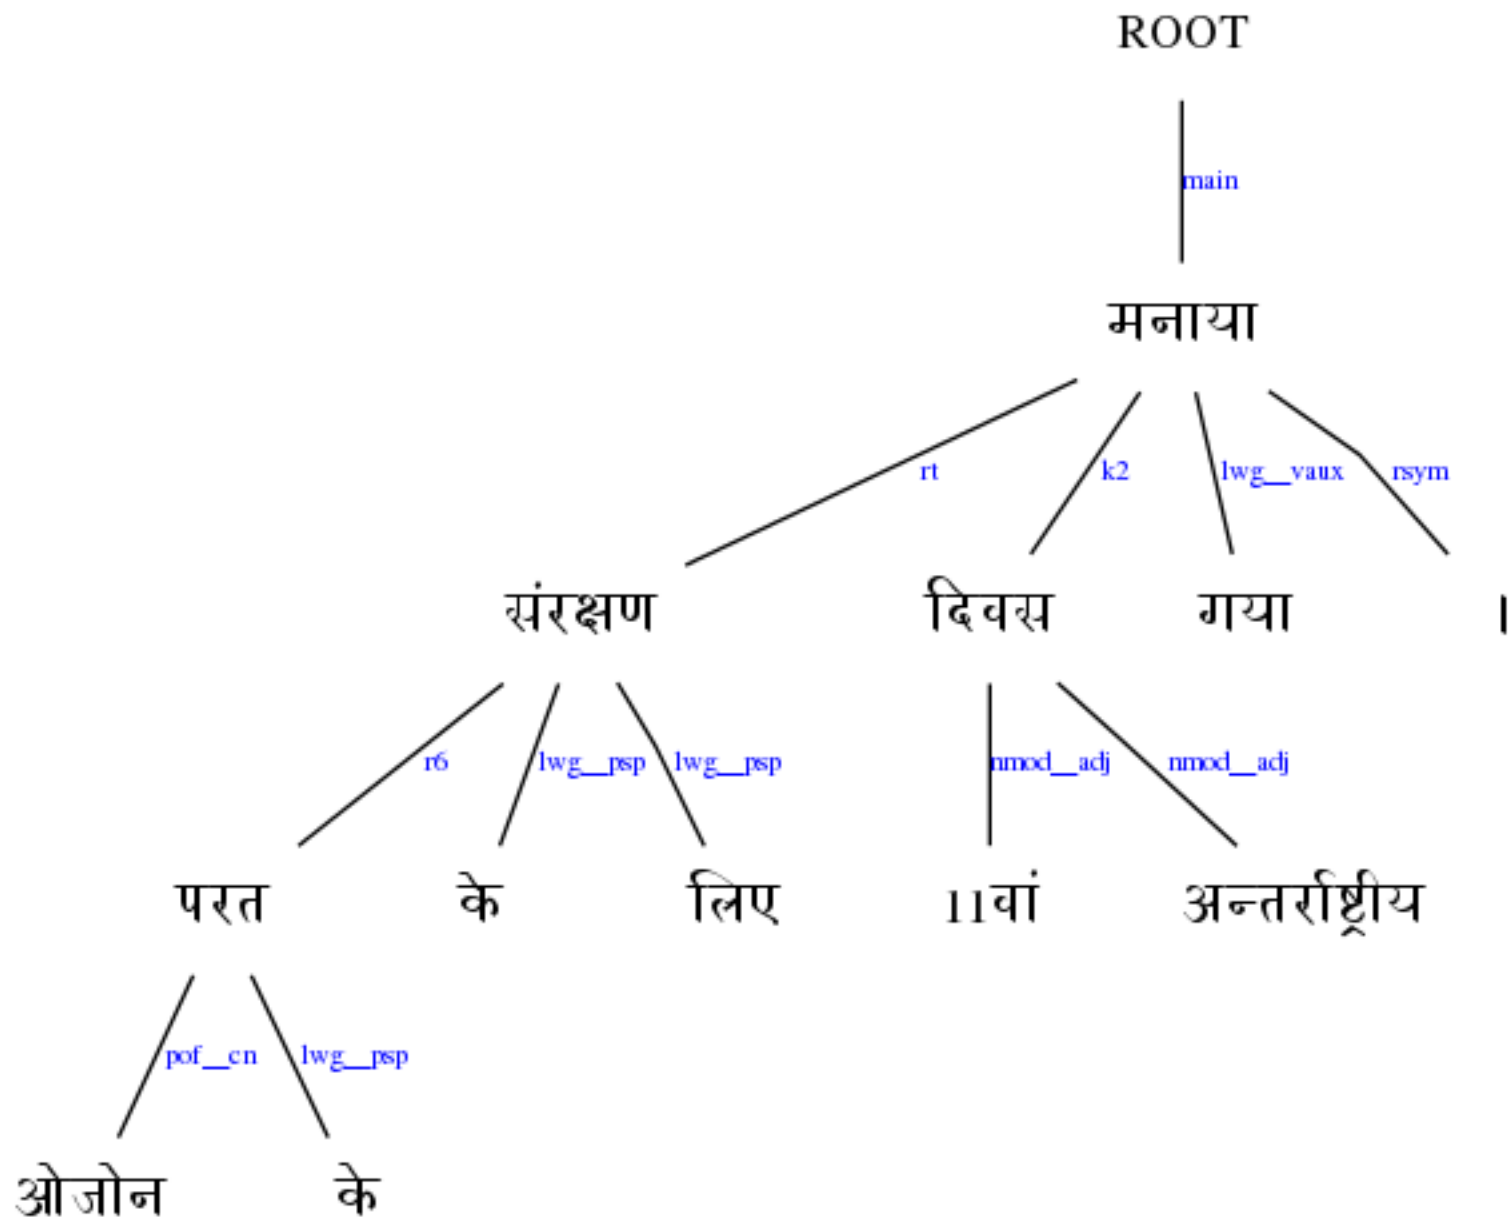 ROOT
main
मनाया
rt k2 lwg__vaux rsym
संरक्षण दिवस गया ।
r6 lwg__psp lwg__psp nmod__adj nmod__adj
परत के लिए 11वां अन्तर्राष्ट्रीय
pof__cn lwg__psp
ओजोन के